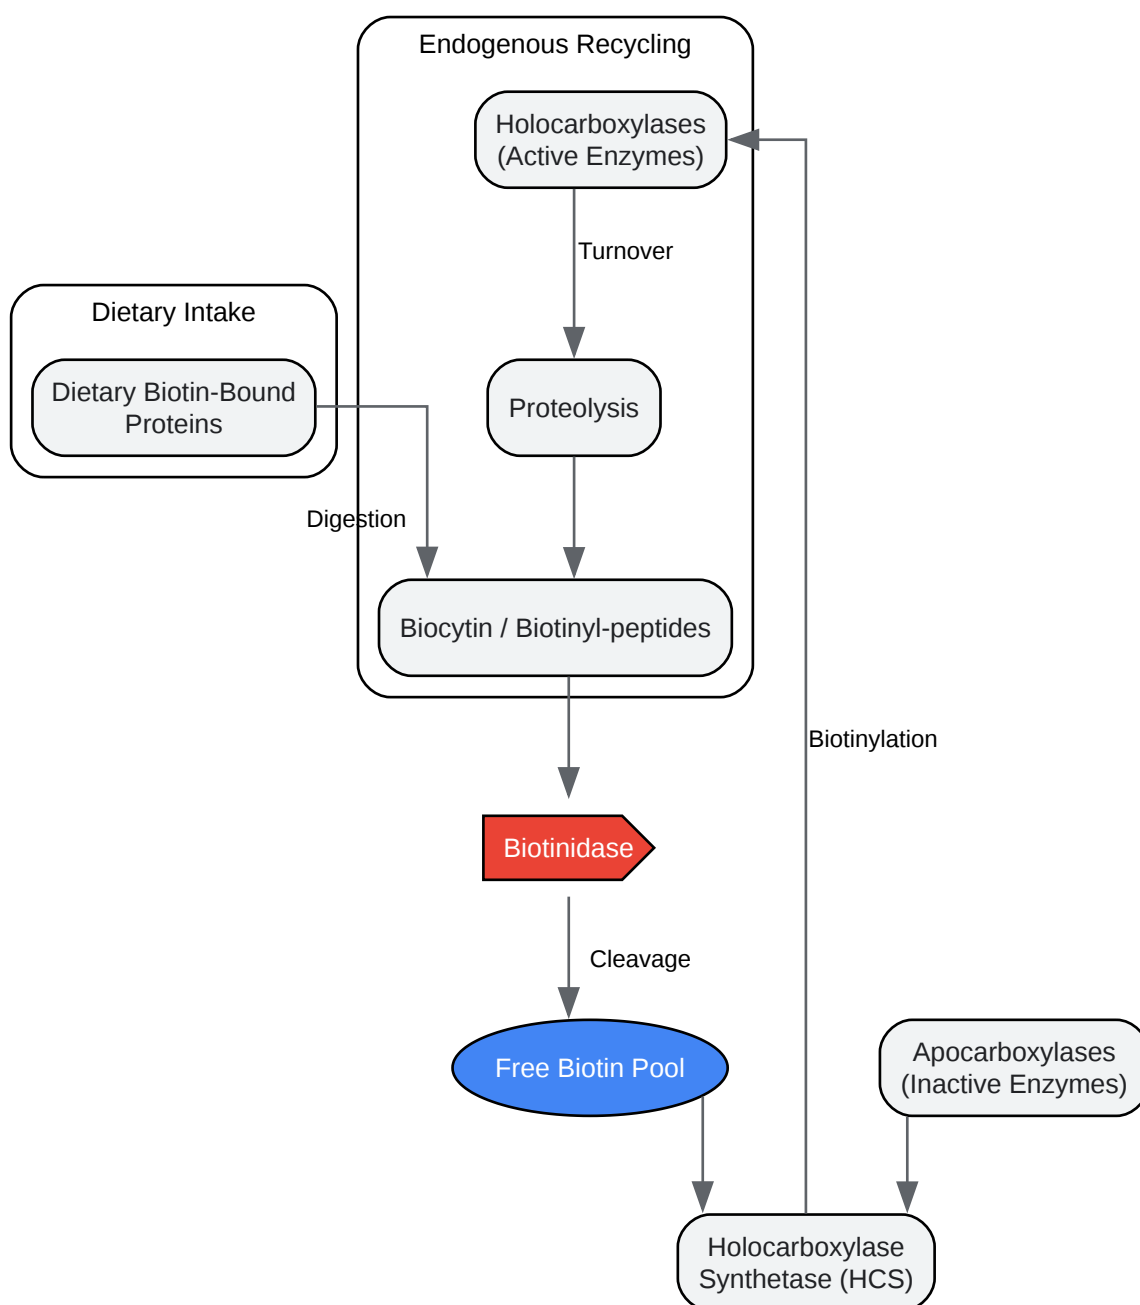 Endogenous Recycling
Holocarboxylases
(Active Enzymes)
Turnover
Dietary Intake
Dietary Biotin-Bound
Proteins
Proteolysis
Digestion
Biocytin / Biotinyl-peptides
Biotinylation
Biotinidase
Cleavage
Free Biotin Pool
Apocarboxylases
(Inactive Enzymes)
Holocarboxylase
Synthetase (HCS)